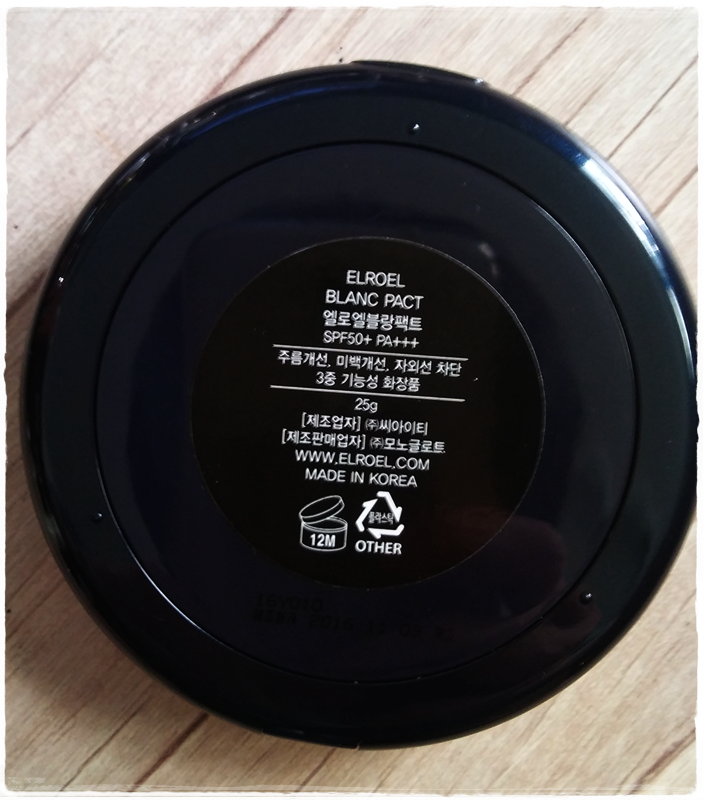 ELROEL
BLANC PACT
엘로엘블랑팩트
SPF50+ PA+++
주름개선, 미백개선, 자외선 차단
3중 기능성 화장품
25g
[제조업자] ㈜씨아이티
[제조판매업자] ㈜모노글로트
WWW.ELROEL.COM
MADE IN KOREA
플라스틱
12M
OTHER
2016